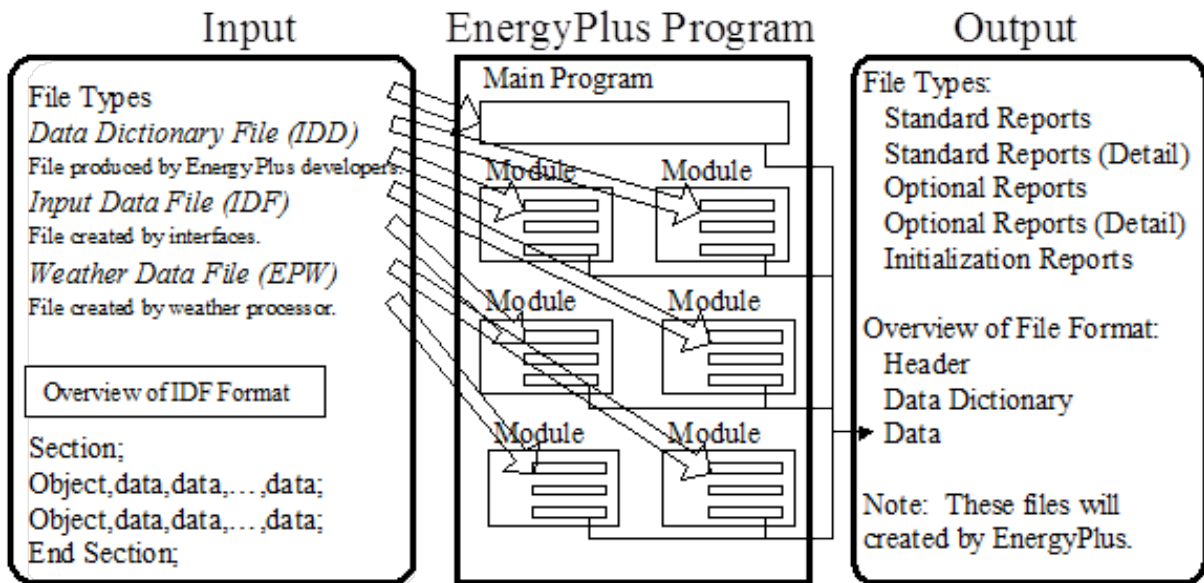 Input
File Types
Data Dictionary File (IDD)
File produced by EnergyPlus developers.
Input Data File (IDF)
File created by interfaces.
Weather Data File (EPW)
File created by weather processor.
Overview of IDF Format
Section;
Object,data,data,…,data;
Object,data,data,…,data;
End Section;
EnergyPlus Program
Main Program
Module
Module
Module
Module
Module
Module
Output
File Types:
Standard Reports
Standard Reports (Detail)
Optional Reports
Optional Reports (Detail)
Initialization Reports
Overview of File Format:
Header
Data Dictionary
Data
Note: These files will
created by EnergyPlus.